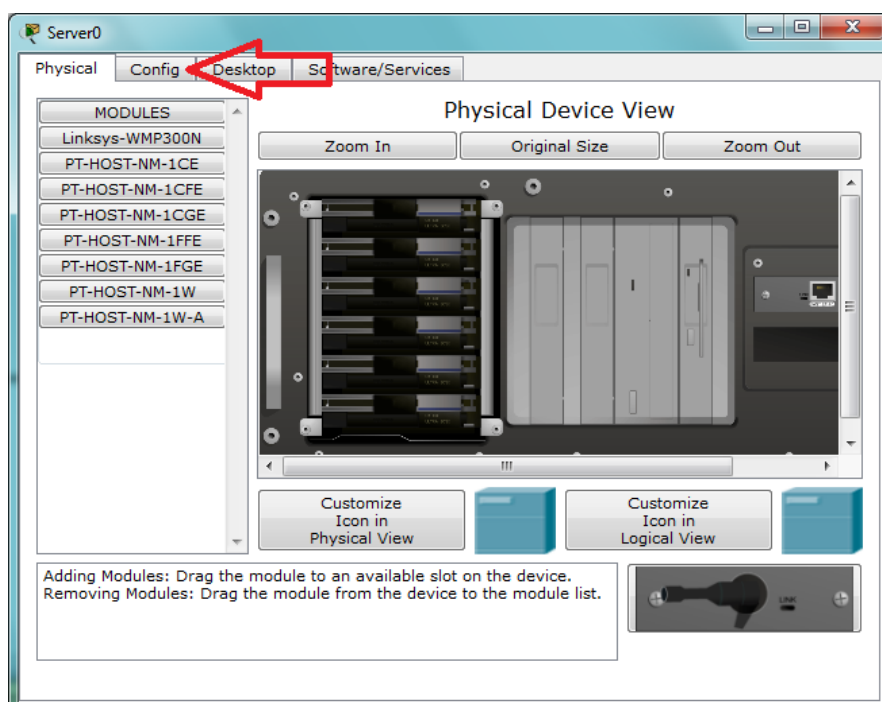 Server0
Physical Config Desktop Software/Services
MODULES
Linksys-WMP300N
PT-HOST-NM-1CE
PT-HOST-NM-1CFE
PT-HOST-NM-1CGE
PT-HOST-NM-1FFE
PT-HOST-NM-1FGE
PT-HOST-NM-1W
PT-HOST-NM-1W-A
Physical Device View
Zoom In Original Size Zoom Out
Customize
Icon in
Physical View
Customize
Icon in
Logical View
Adding Modules: Drag the module to an available slot on the device.
Removing Modules: Drag the module from the device to the module list.
LINK